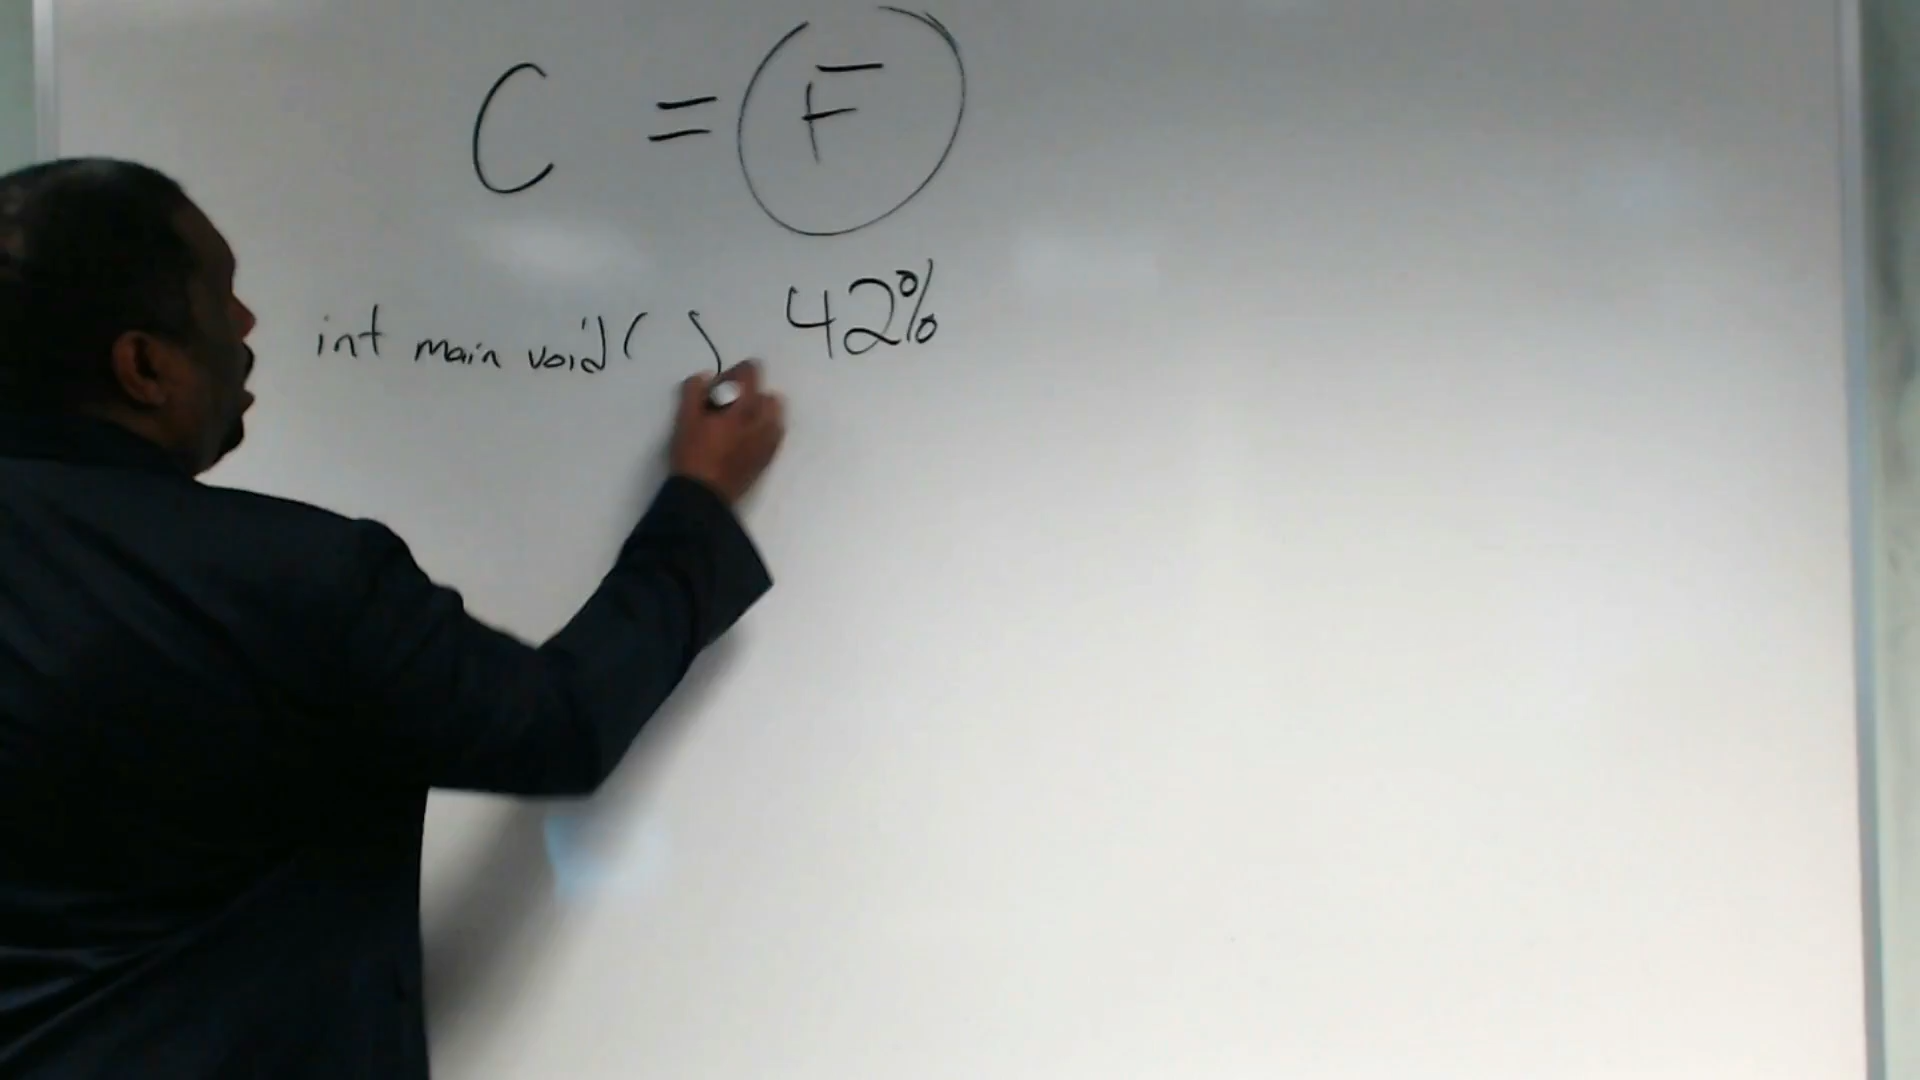 C = F
int main void( ) 42%